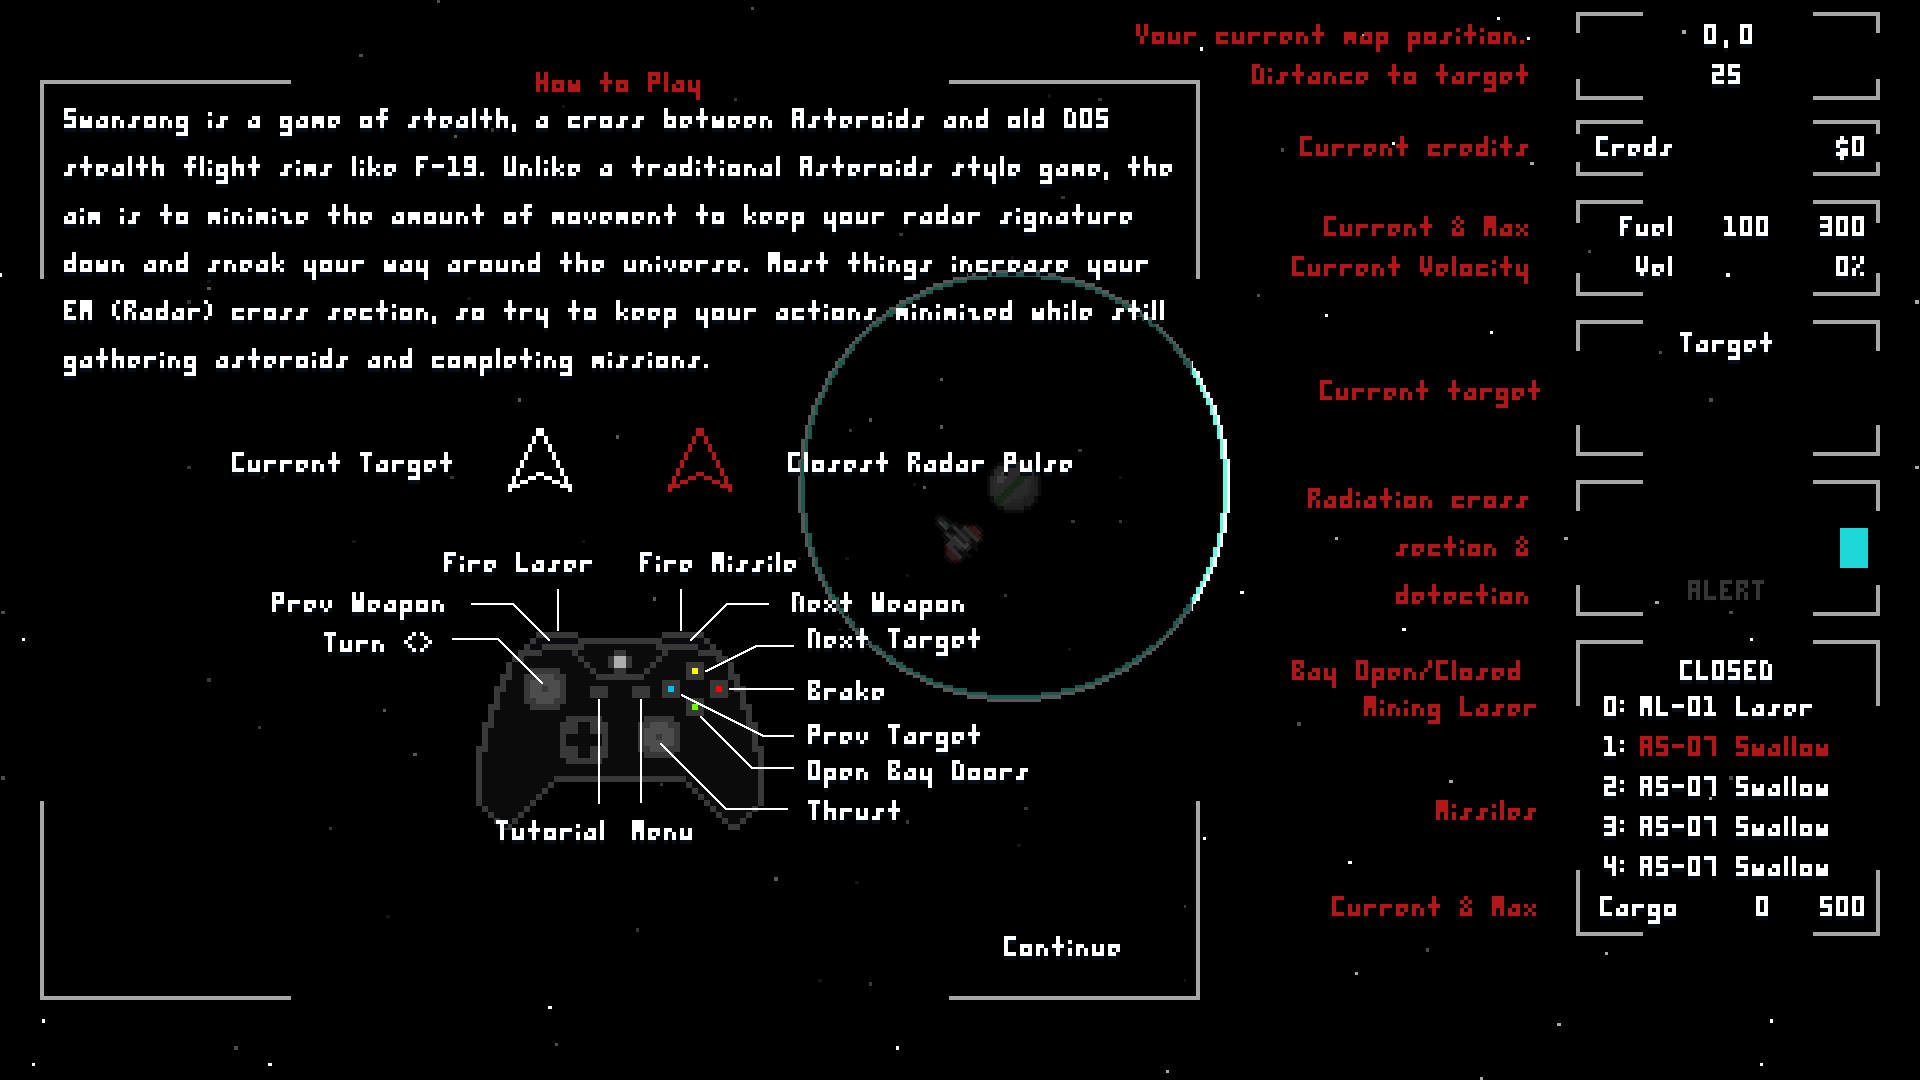 How to Play
Swansong is a game of stealth, a cross between Asteroids and old DOS
stealth flight sims like F-19. Unlike a traditional Asteroids style game, the
aim is to minimize the amount of movement to keep your radar signature
down and sneak your way around the universe. Most things increase your
EM (Radar) cross section, so try to keep your actions minimized while still
gathering asteroids and completing missions.
Current Target
Closest Radar Pulse
Fire Laser
Fire Missile
Prev Weapon
Next Weapon
Turn <>
Next Target
Brake
Prev Target
Open Bay Doors
Thrust
Tutorial
Menu
Continue
Your current map position.
0,0
Distance to target
25
Current credits
Creds $0
Current & Max
Fuel 100 300
Current Velocity
Vel 0%
Target
Current target
Radiation cross
section &
detection
ALERT
Bay Open/Closed
CLOSED
Mining Laser
0: ML-01 Laser
1: AS-07 Swallow
2: AS-07 Swallow
Missiles
3: AS-07 Swallow
4: AS-07 Swallow
Current & Max
Cargo 0 500